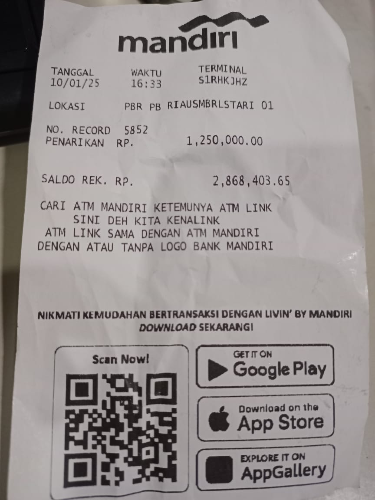 mandiri
TANGGAL WAKTU TERMINAL
10/01/25 16:33 S1RHKJHZ
LOKASI PBR PB RIAUSMBRLSTARI 01
NO. RECORD 5852
PENARIKAN RP. 1,250,000.00
SALDO REK. RP. 2,868,403.65
CARI ATM MANDIRI KETEMUNYA ATM LINK
SINI DEH KITA KENALINK
ATM LINK SAMA DENGAN ATM MANDIRI
DENGAN ATAU TANPA LOGO BANK MANDIRI
NIKMATI KEMUDAHAN BERTRANSAKSI DENGAN LIVIN' BY MANDIRI
DOWNLOAD SEKARANG!
Scan Now!
GET IT ON
Google Play
Download on the
App Store
EXPLORE IT ON
AppGallery